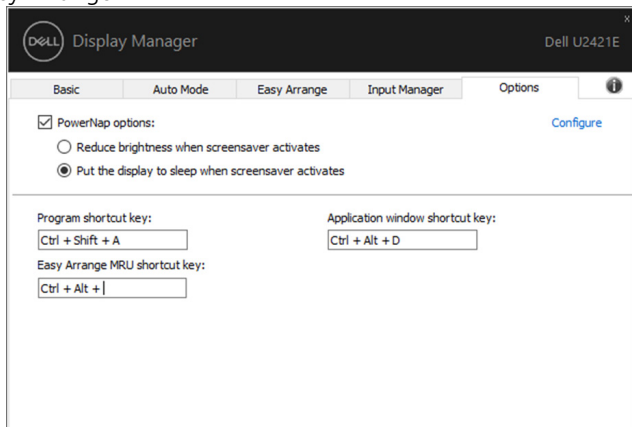 DELL Display Manager
Dell U2421E
x
Basic
Auto Mode
Easy Arrange
Input Manager
Options
PowerNap options:
Configure
Reduce brightness when screensaver activates
Put the display to sleep when screensaver activates
Program shortcut key:
Application window shortcut key:
Ctrl + Shift + A
Ctrl + Alt + D
Easy Arrange MRU shortcut key:
Ctrl + Alt +